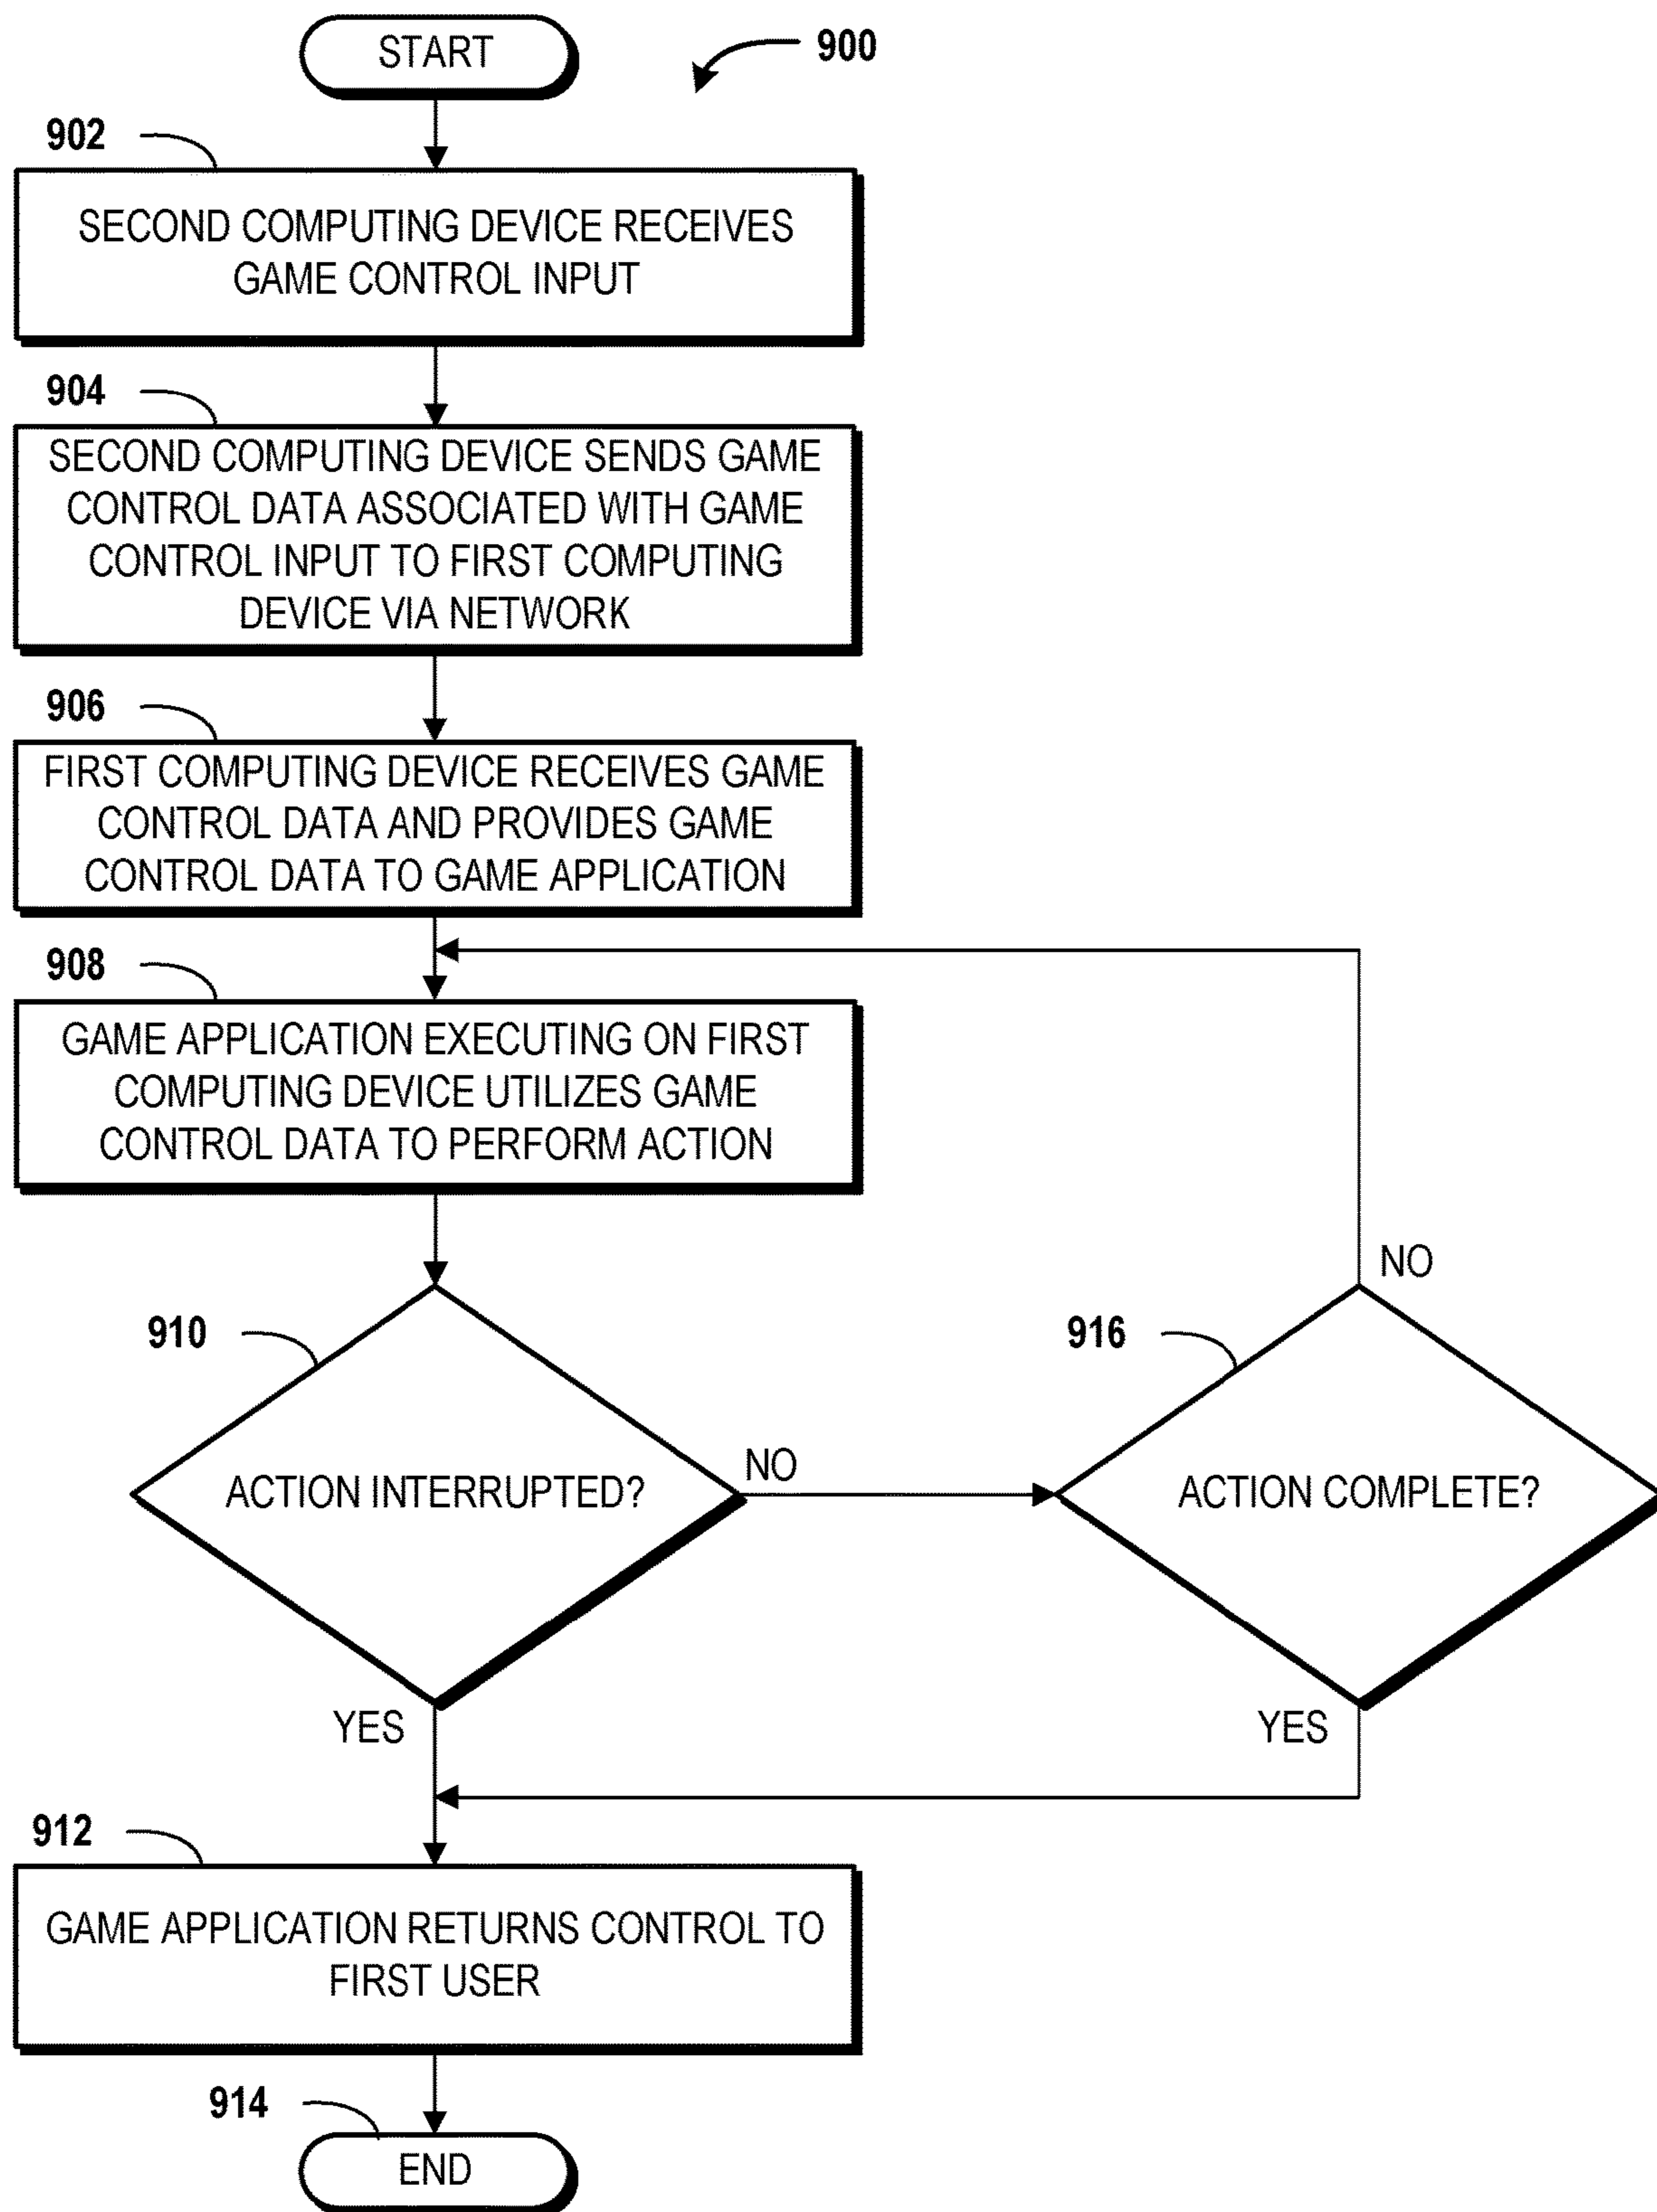 START
900
902
SECOND COMPUTING DEVICE RECEIVES
GAME CONTROL INPUT
904
SECOND COMPUTING DEVICE SENDS GAME
CONTROL DATA ASSOCIATED WITH GAME
CONTROL INPUT TO FIRST COMPUTING
DEVICE VIA NETWORK
906
FIRST COMPUTING DEVICE RECEIVES GAME
CONTROL DATA AND PROVIDES GAME
CONTROL DATA TO GAME APPLICATION
908
GAME APPLICATION EXECUTING ON FIRST
COMPUTING DEVICE UTILIZES GAME
CONTROL DATA TO PERFORM ACTION
NO
910
916
ACTION INTERRUPTED?
NO
ACTION COMPLETE?
YES
YES
912
GAME APPLICATION RETURNS CONTROL TO
FIRST USER
914
END